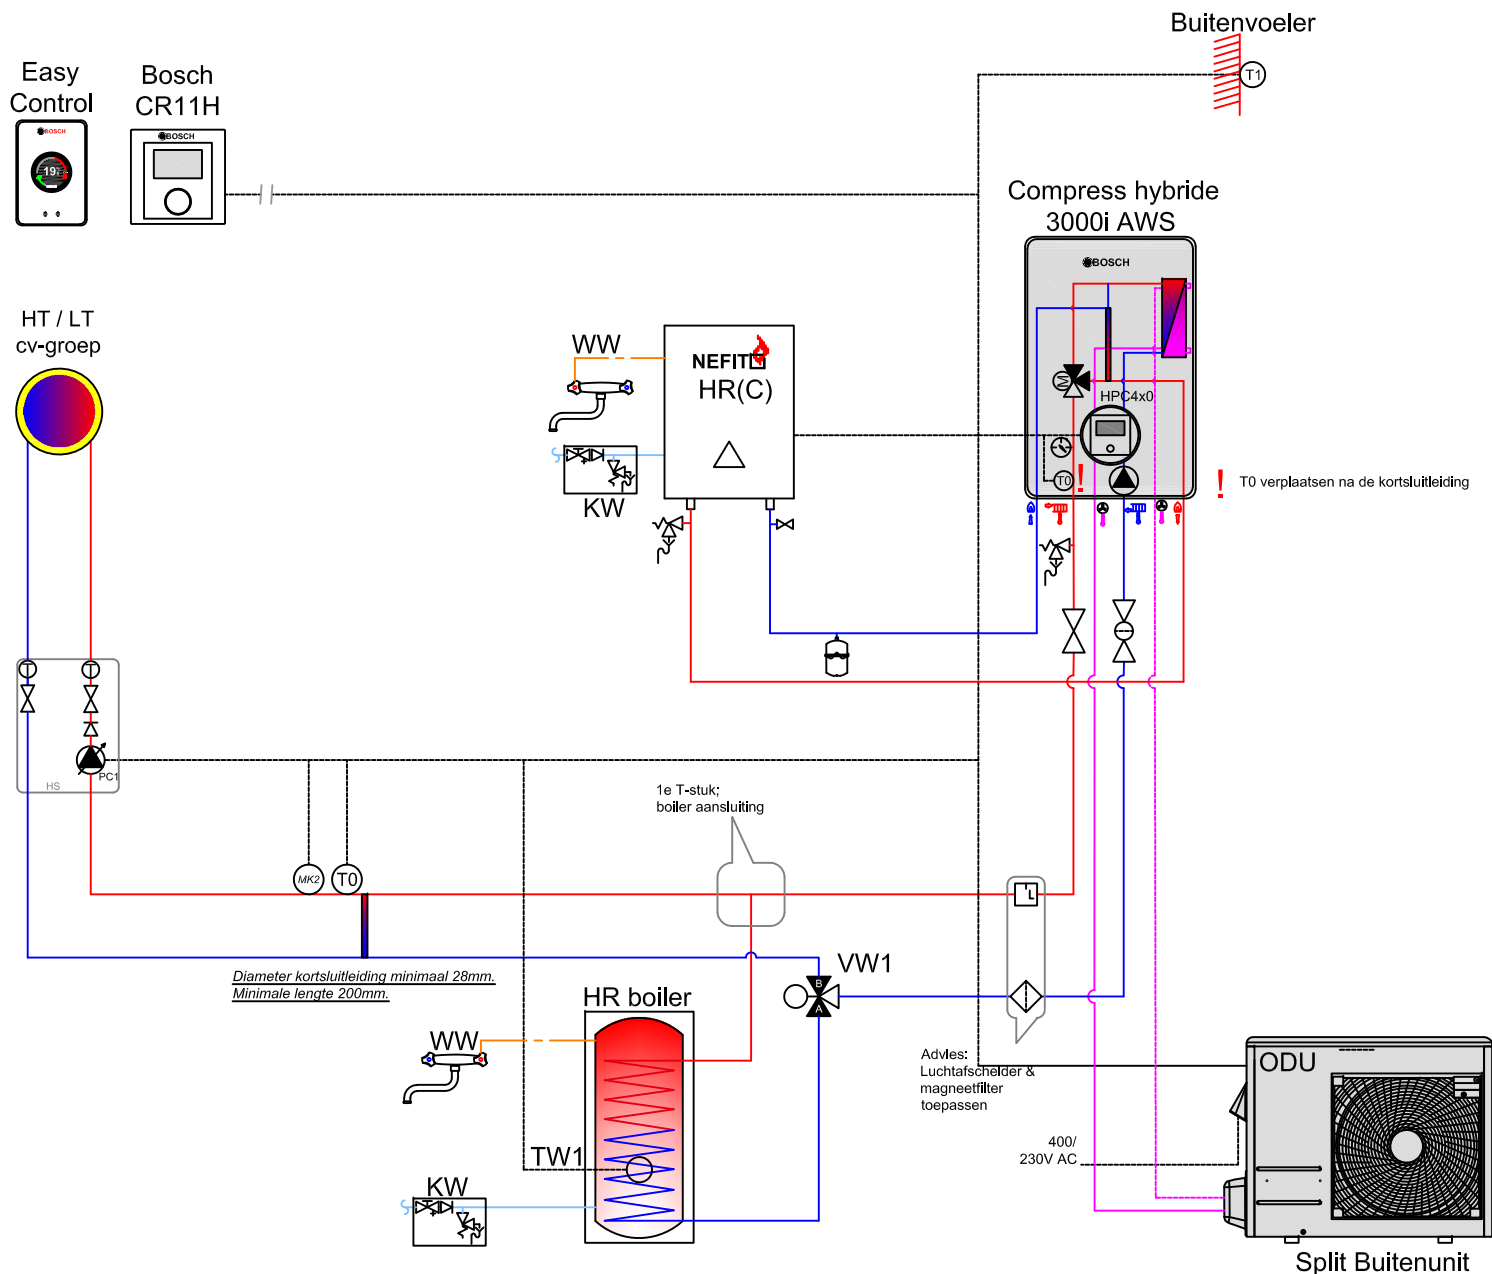 Buitenvoeler
T1
Easy
Control
BOSCH
19
Bosch
CR11H
BOSCH
Compress hybride
3000i AWS
BOSCH
M
HPC4x0
T0
!
! T0 verplaatsen na de kortsluitleiding
HT / LT
cv-groep
WW
NEFIT
HR(C)
KW
T
T
PC1
HS
1e T-stuk;
boiler aansluiting
MK2
T0
L
Diameter kortsluitleiding minimaal 28mm.
Minimale lengte 200mm.
VW1
B
A
HR boiler
WW
TW1
KW
Advies:
Luchtafscheider &
magneetfilter
toepassen
ODU
400/
230V AC
Split Buitenunit